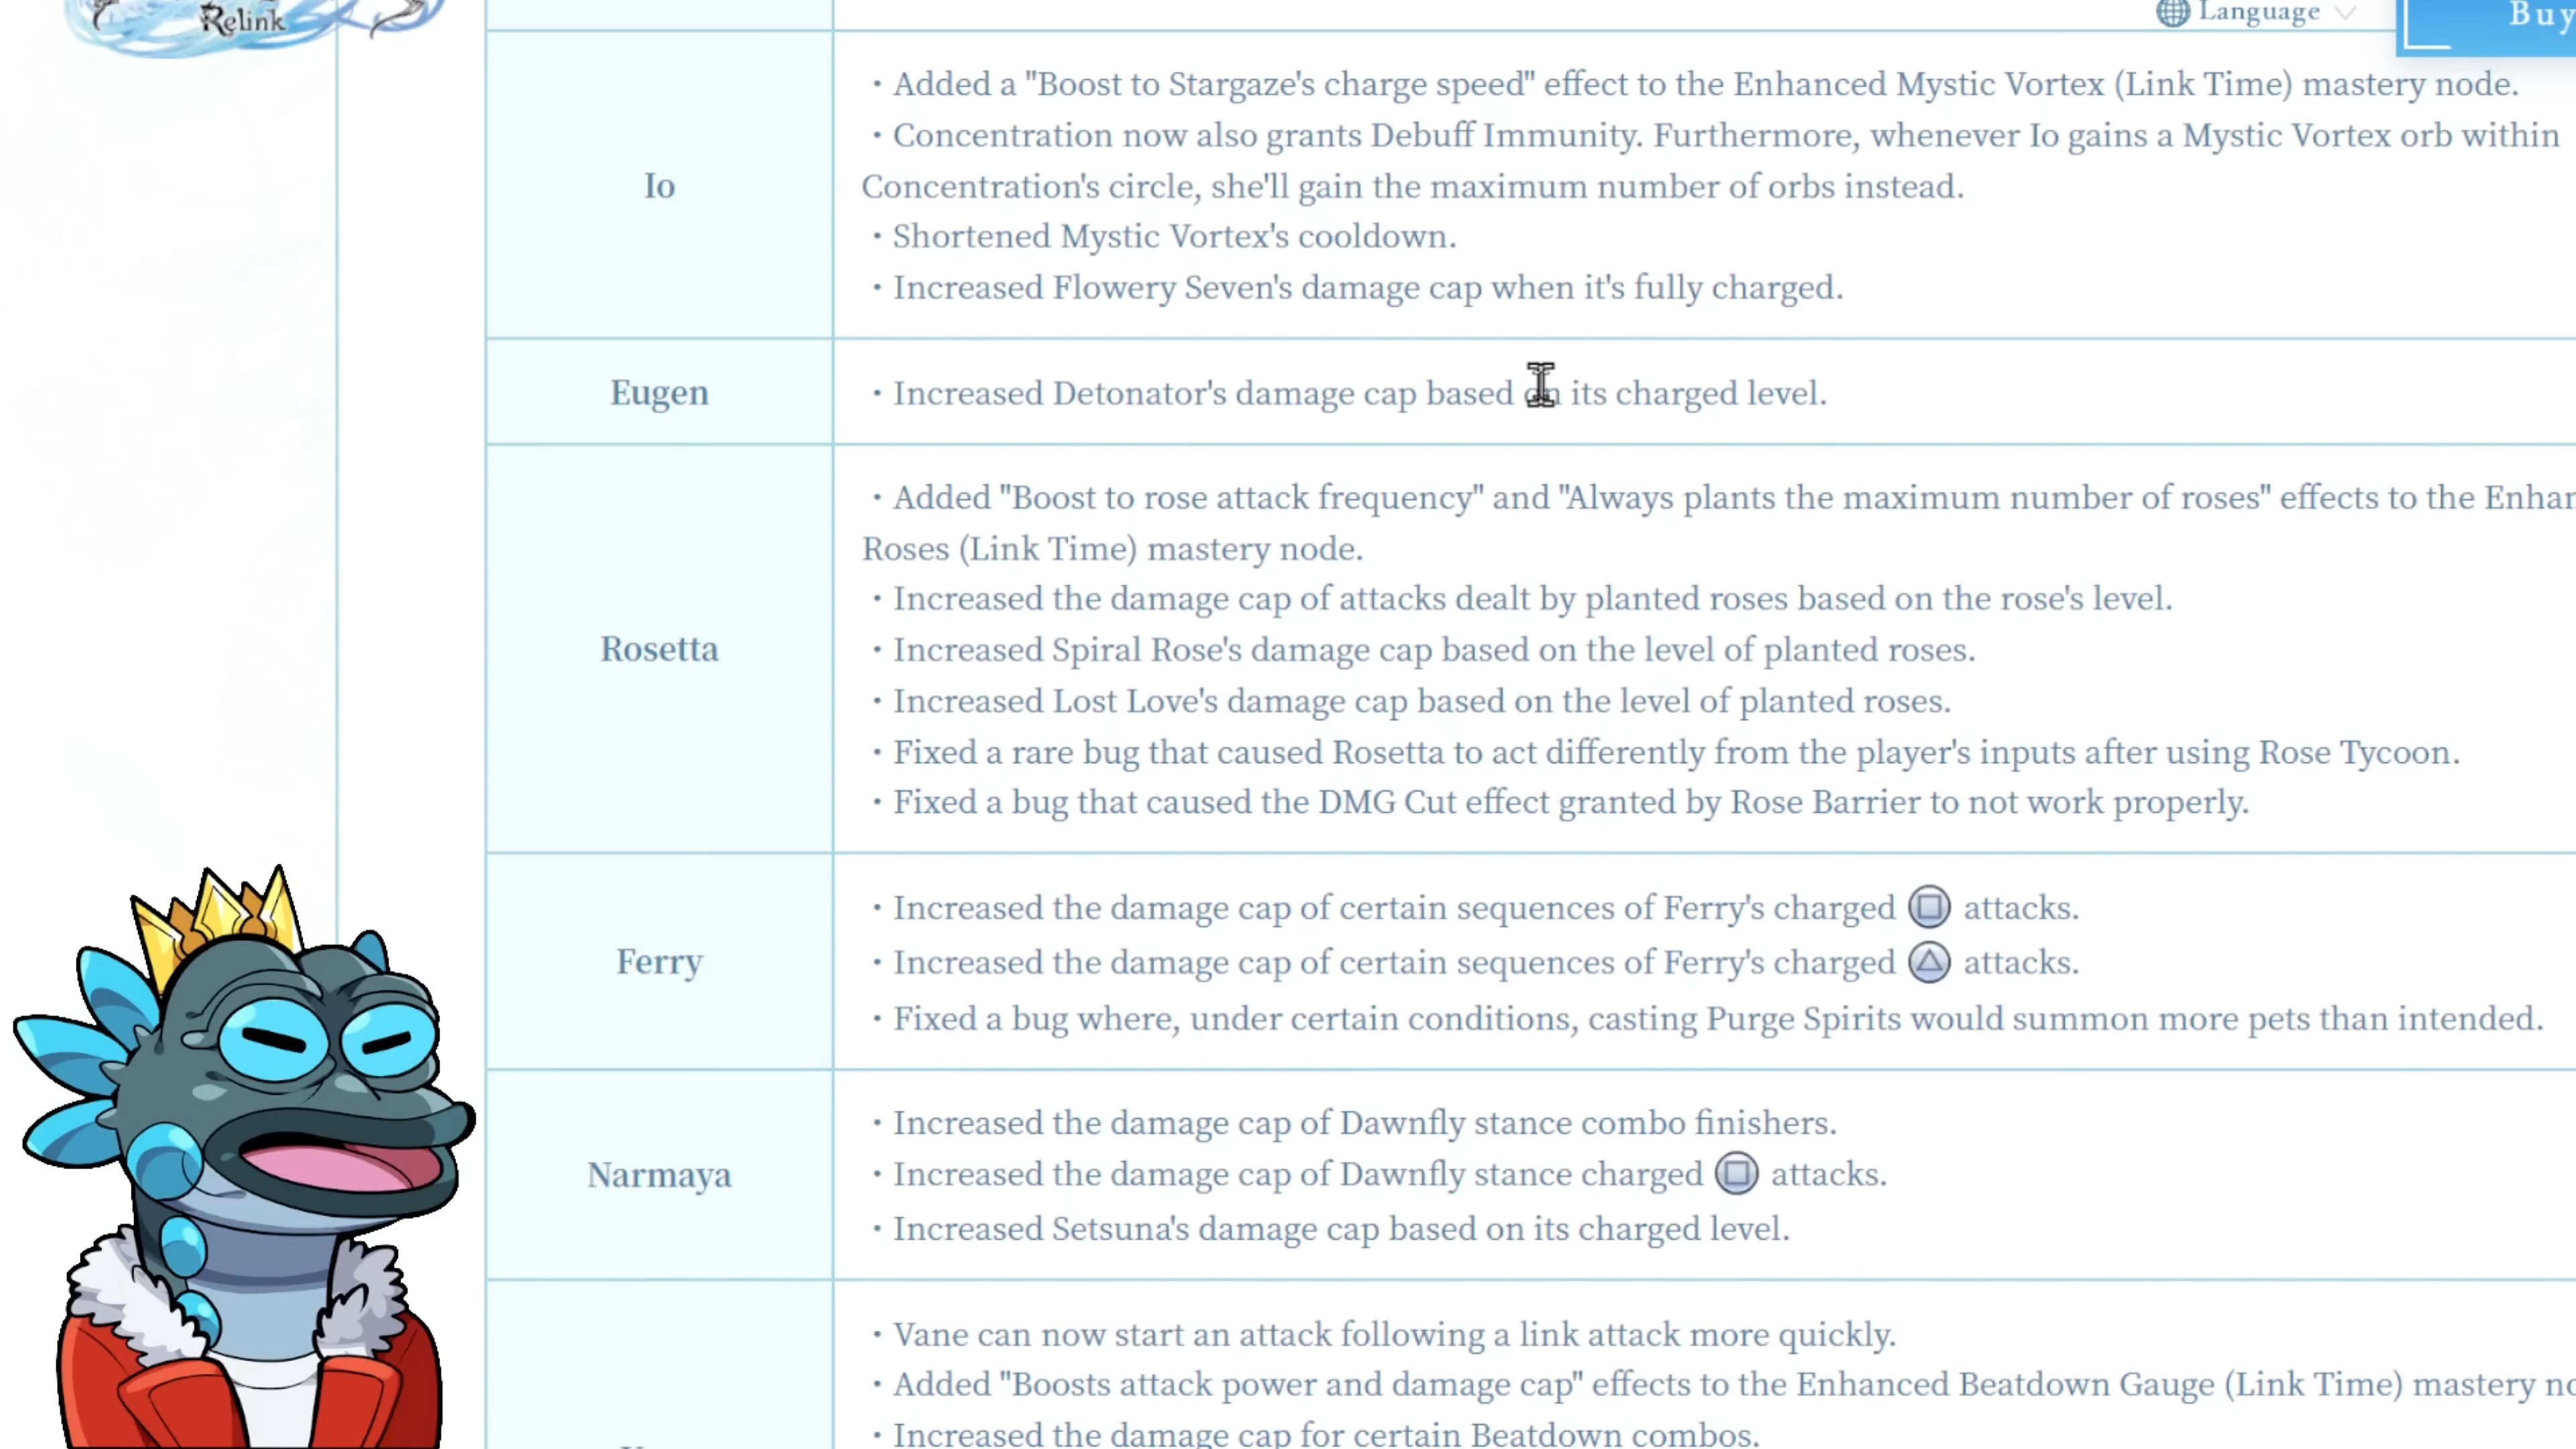 Relink
Language
Buy
Io
・Added a "Boost to Stargaze's charge speed" effect to the Enhanced Mystic Vortex (Link Time) mastery node.
・Concentration now also grants Debuff Immunity. Furthermore, whenever Io gains a Mystic Vortex orb within
Concentration's circle, she'll gain the maximum number of orbs instead.
・Shortened Mystic Vortex's cooldown.
・Increased Flowery Seven's damage cap when it's fully charged.
Eugen
・Increased Detonator's damage cap based on its charged level.
Rosetta
・Added "Boost to rose attack frequency" and "Always plants the maximum number of roses" effects to the
Roses (Link Time) mastery node.
・Increased the damage cap of attacks dealt by planted roses based on the rose's level.
・Increased Spiral Rose's damage cap based on the level of planted roses.
・Increased Lost Love's damage cap based on the level of planted roses.
・Fixed a rare bug that caused Rosetta to act differently from the player's inputs after using Rose Tycoon.
・Fixed a bug that caused the DMG Cut effect granted by Rose Barrier to not work properly.
Ferry
・Increased the damage cap of certain sequences of Ferry's charged attacks.
・Increased the damage cap of certain sequences of Ferry's charged attacks.
・Fixed a bug where, under certain conditions, casting Purge Spirits would summon more pets than intended.
Narmaya
・Increased the damage cap of Dawnfly stance combo finishers.
・Increased the damage cap of Dawnfly stance charged attacks.
・Increased Setsuna's damage cap based on its charged level.
・Vane can now start an attack following a link attack more quickly.
・Added "Boosts attack power and damage cap" effects to the Enhanced Beatdown Gauge (Link Time) mastery
・Increased the damage cap for certain Beatdown combos.